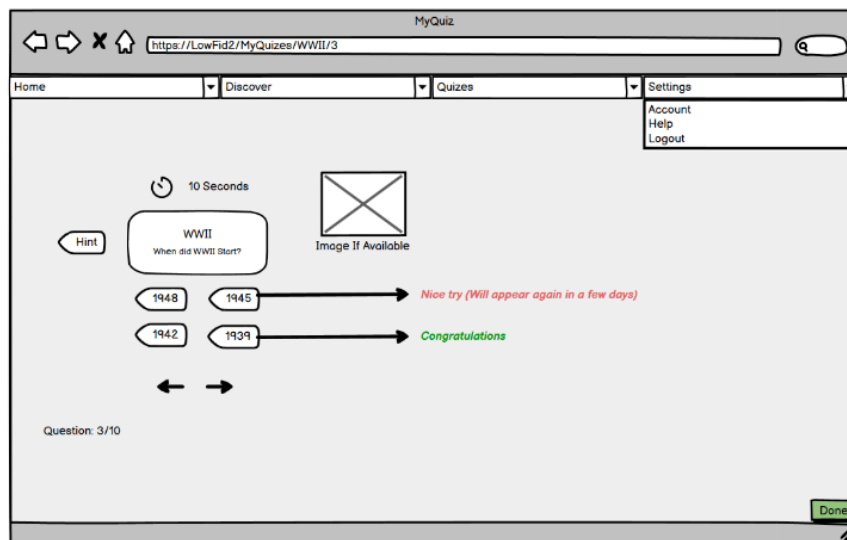 MyQuiz
https://LowFid2/MyQuizes/WWII/3
Home
Discover
Quizes
Settings
Account
Help
Logout
10 Seconds
Hint
WWII
When did WWII Start?
Image If Available
1948
1945
Nice try (Will appear again in a few days)
1942
1939
Congratulations
Question: 3/10
Done